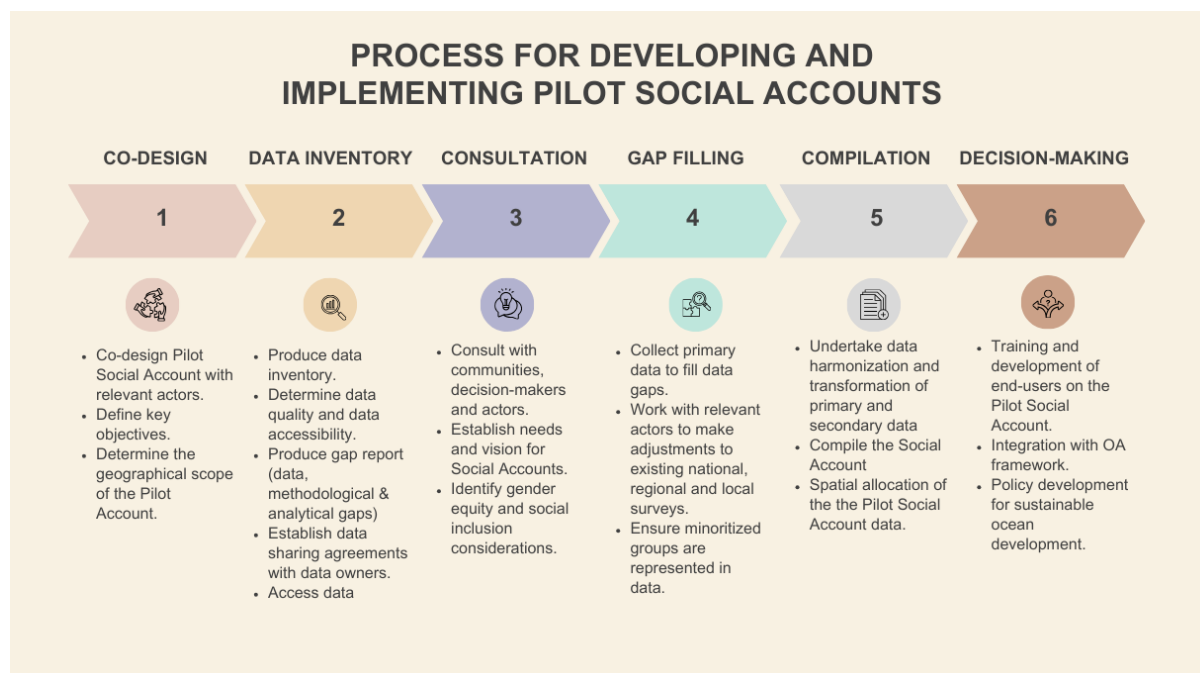 PROCESS FOR DEVELOPING AND
IMPLEMENTING PILOT SOCIAL ACCOUNTS
CO-DESIGN
1
• Co-design Pilot
Social Account with
relevant actors.
• Define key
objectives.
• Determine the
geographical scope
of the Pilot
Account.
DATA INVENTORY
2
• Produce data
inventory.
• Determine data
quality and data
accessibility.
• Produce gap report
(data,
methodological &
analytical gaps)
• Establish data
sharing agreements
with data owners.
• Access data
CONSULTATION
3
• Consult with
communities,
decision-makers
and actors.
• Establish needs
and vision for
Social Accounts.
• Identify gender
equity and social
inclusion
considerations.
GAP FILLING
4
• Collect primary
data to fill data
gaps.
• Work with relevant
actors to make
adjustments to
existing national,
regional and local
surveys.
• Ensure minoritized
groups are
represented in
data.
COMPILATION
5
• Undertake data
harmonization and
transformation of
primary and
secondary data
• Compile the Social
Account
• Spatial allocation of
the the Pilot Social
Account data.
DECISION-MAKING
6
• Training and
development of
end-users on the
Pilot Social
Account.
• Integration with OA
framework.
• Policy development
for sustainable
ocean
development.